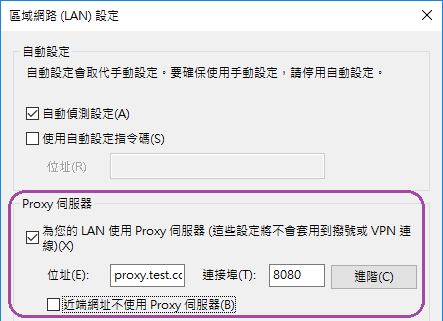 區域網路 (LAN) 設定
自動設定
自動設定會取代手動設定。要確保使用手動設定，請停用自動設定。
自動偵測設定(A)
使用自動設定指令碼(S)
位址(R)
Proxy 伺服器
為您的 LAN 使用 Proxy 伺服器 (這些設定將不會套用到撥號或 VPN 連
線)(X)
位址(E): proxy.test.cc 連接埠(T): 8080 進階(C)
近端網址不使用 Proxy 伺服器(B)